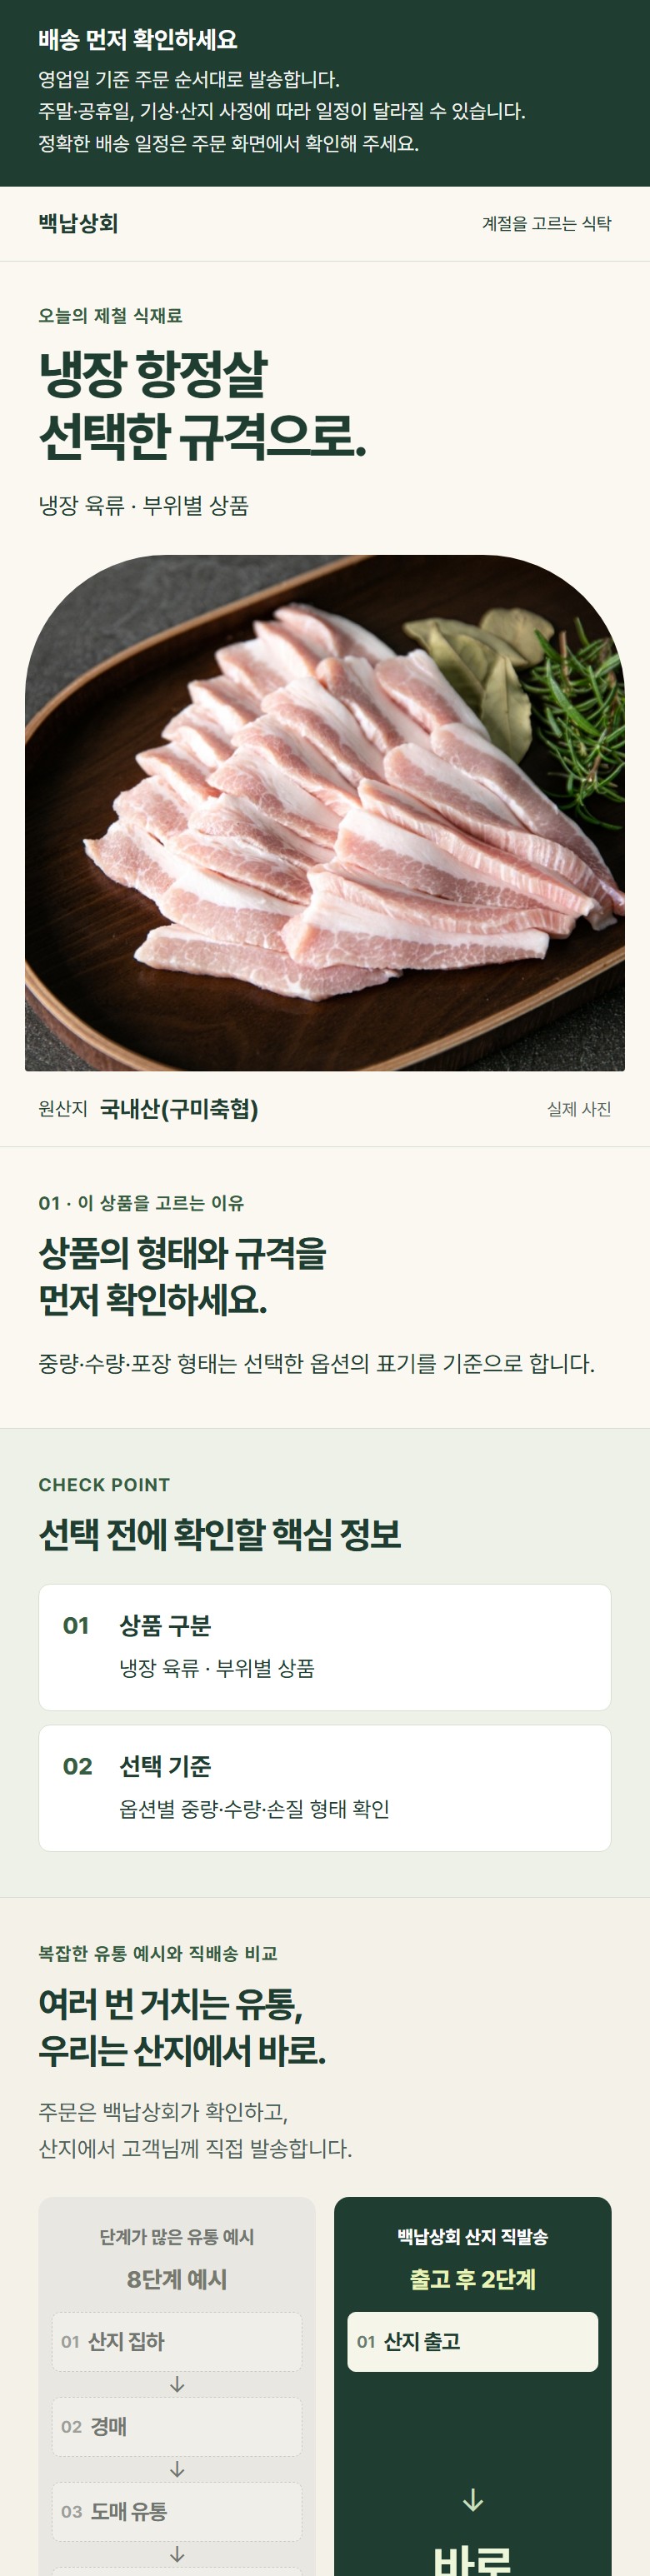 배송 먼저 확인하세요
영업일 기준 주문 순서대로 발송합니다.
주말·공휴일, 기상·산지 사정에 따라 일정이 달라질 수 있습니다.
정확한 배송 일정은 주문 화면에서 확인해 주세요.
백납상회
계절을 고르는 식탁
오늘의 제철 식재료
냉장 항정살
선택한 규격으로.
냉장 육류 · 부위별 상품
원산지 국내산(구미축협)
실제 사진
01 · 이 상품을 고르는 이유
상품의 형태와 규격을
먼저 확인하세요.
중량·수량·포장 형태는 선택한 옵션의 표기를 기준으로 합니다.
CHECK POINT
선택 전에 확인할 핵심 정보
01 상품 구분
냉장 육류 · 부위별 상품
02 선택 기준
옵션별 중량·수량·손질 형태 확인
복잡한 유통 예시와 직배송 비교
여러 번 거치는 유통,
우리는 산지에서 바로.
주문은 백납상회가 확인하고,
산지에서 고객님께 직접 발송합니다.
단계가 많은 유통 예시
8단계 예시
01 산지 집하
↓
02 경매
↓
03 도매 유통
↓
백납상회 산지 직발송
출고 후 2단계
01 산지 출고
↓
바로